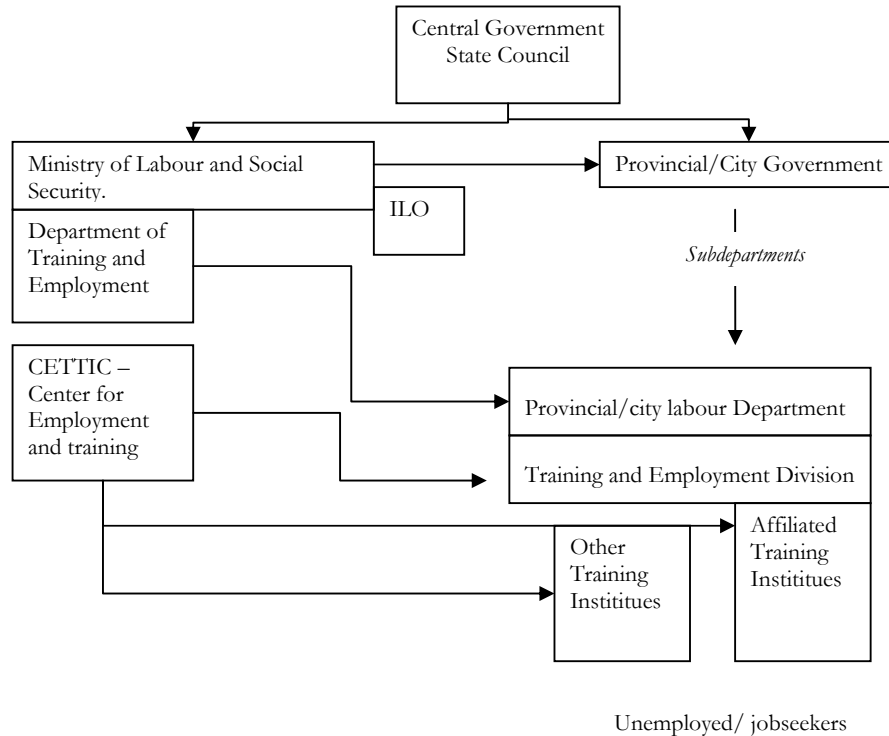 Central Government
State Council
Ministry of Labour and Social
Security.
Provincial/City Government
ILO
Department of
Training and
Employment
Subdepartments
CETTIC –
Center for
Employment
and training
Provincial/city labour Department
Training and Employment Division
Other
Training
Instititues
Affiliated
Training
Instititues
Unemployed/ jobseekers